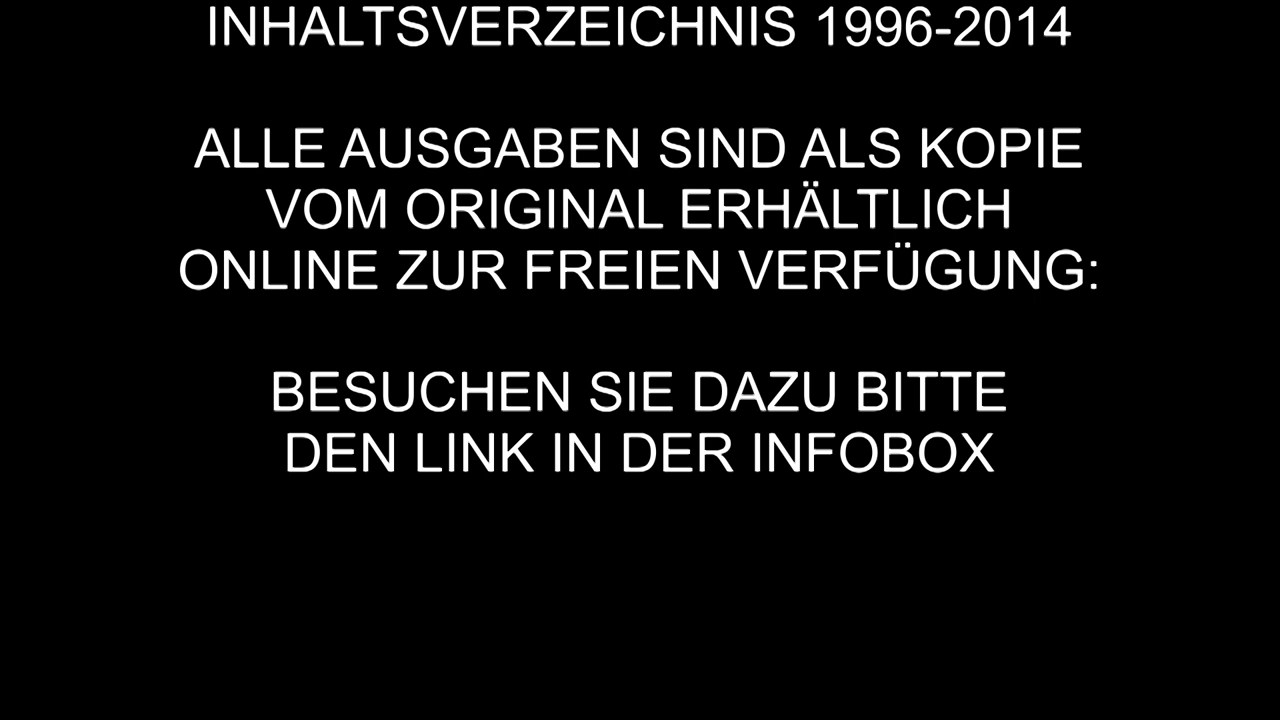 INHALTSVERZEICHNIS 1996-2014
ALLE AUSGABEN SIND ALS KOPIE
VOM ORIGINAL ERHÄLTLICH
ONLINE ZUR FREIEN VERFÜGUNG:
BESUCHEN SIE DAZU BITTE
DEN LINK IN DER INFOBOX